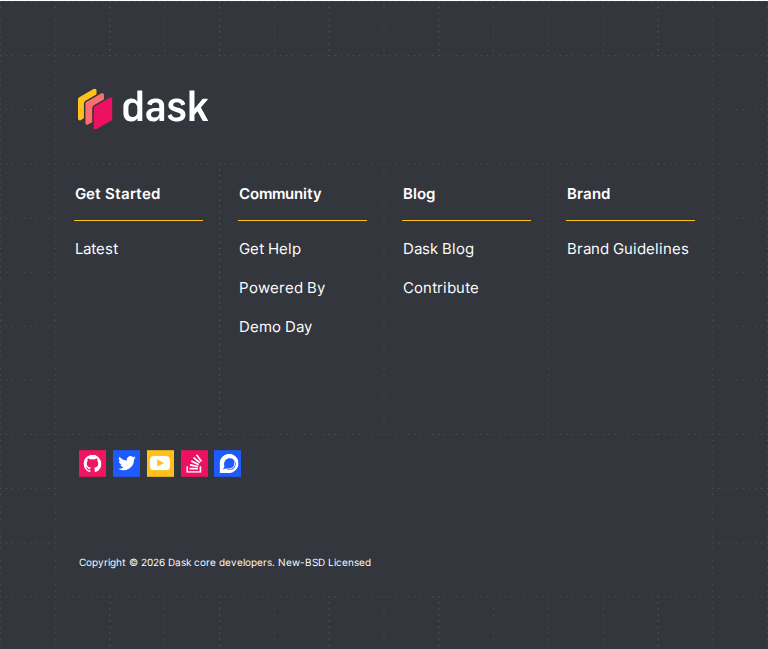 dask
Get Started
Latest
Community
Get Help
Powered By
Demo Day
Blog
Dask Blog
Contribute
Brand
Brand Guidelines
Copyright © 2026 Dask core developers. New-BSD Licensed